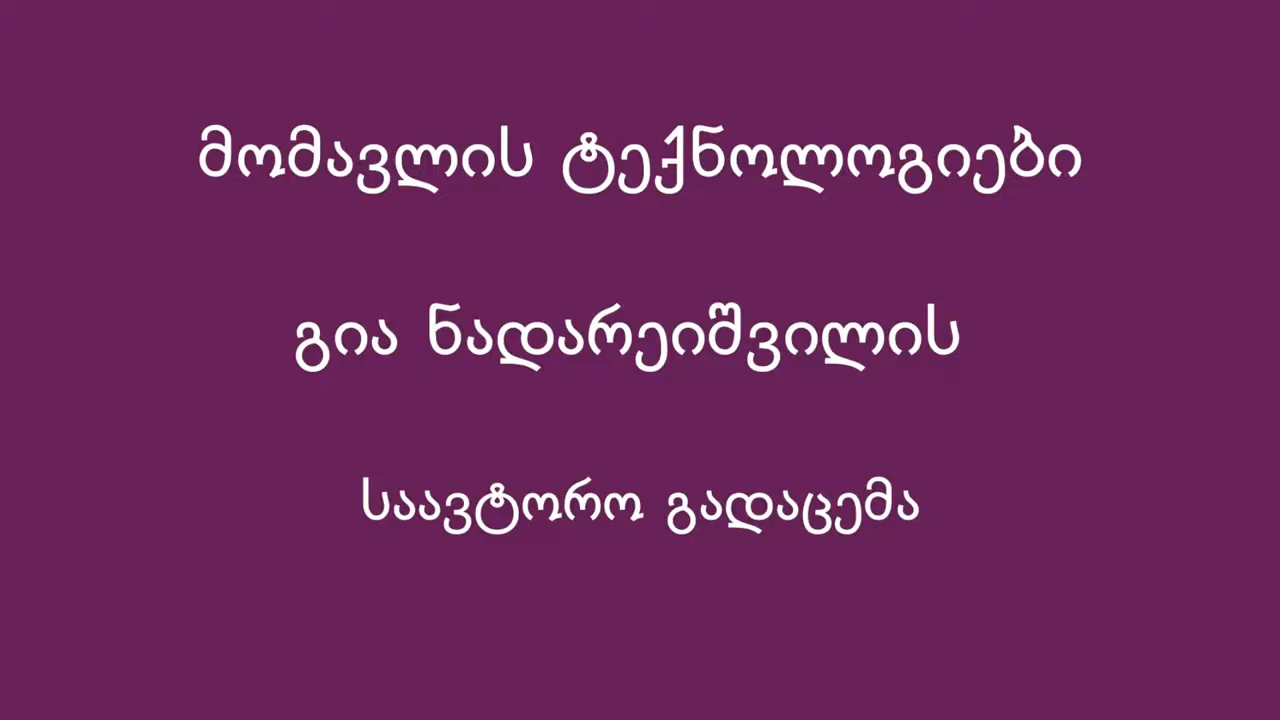 მომავლის ტექნოლოგიები
გია ნადარეიშვილის
საავტორო გადაცემა